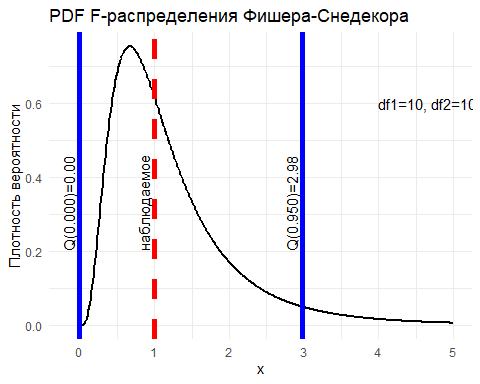 PDF F-распределения Фишера-Снедекора
Плотность вероятности
0.6
0.4
0.2
0.0
Q(0.000)=0.00
наблюдаемое
Q(0.950)=2.98
df1=10, df2=10
0
1
2
3
4
5
x